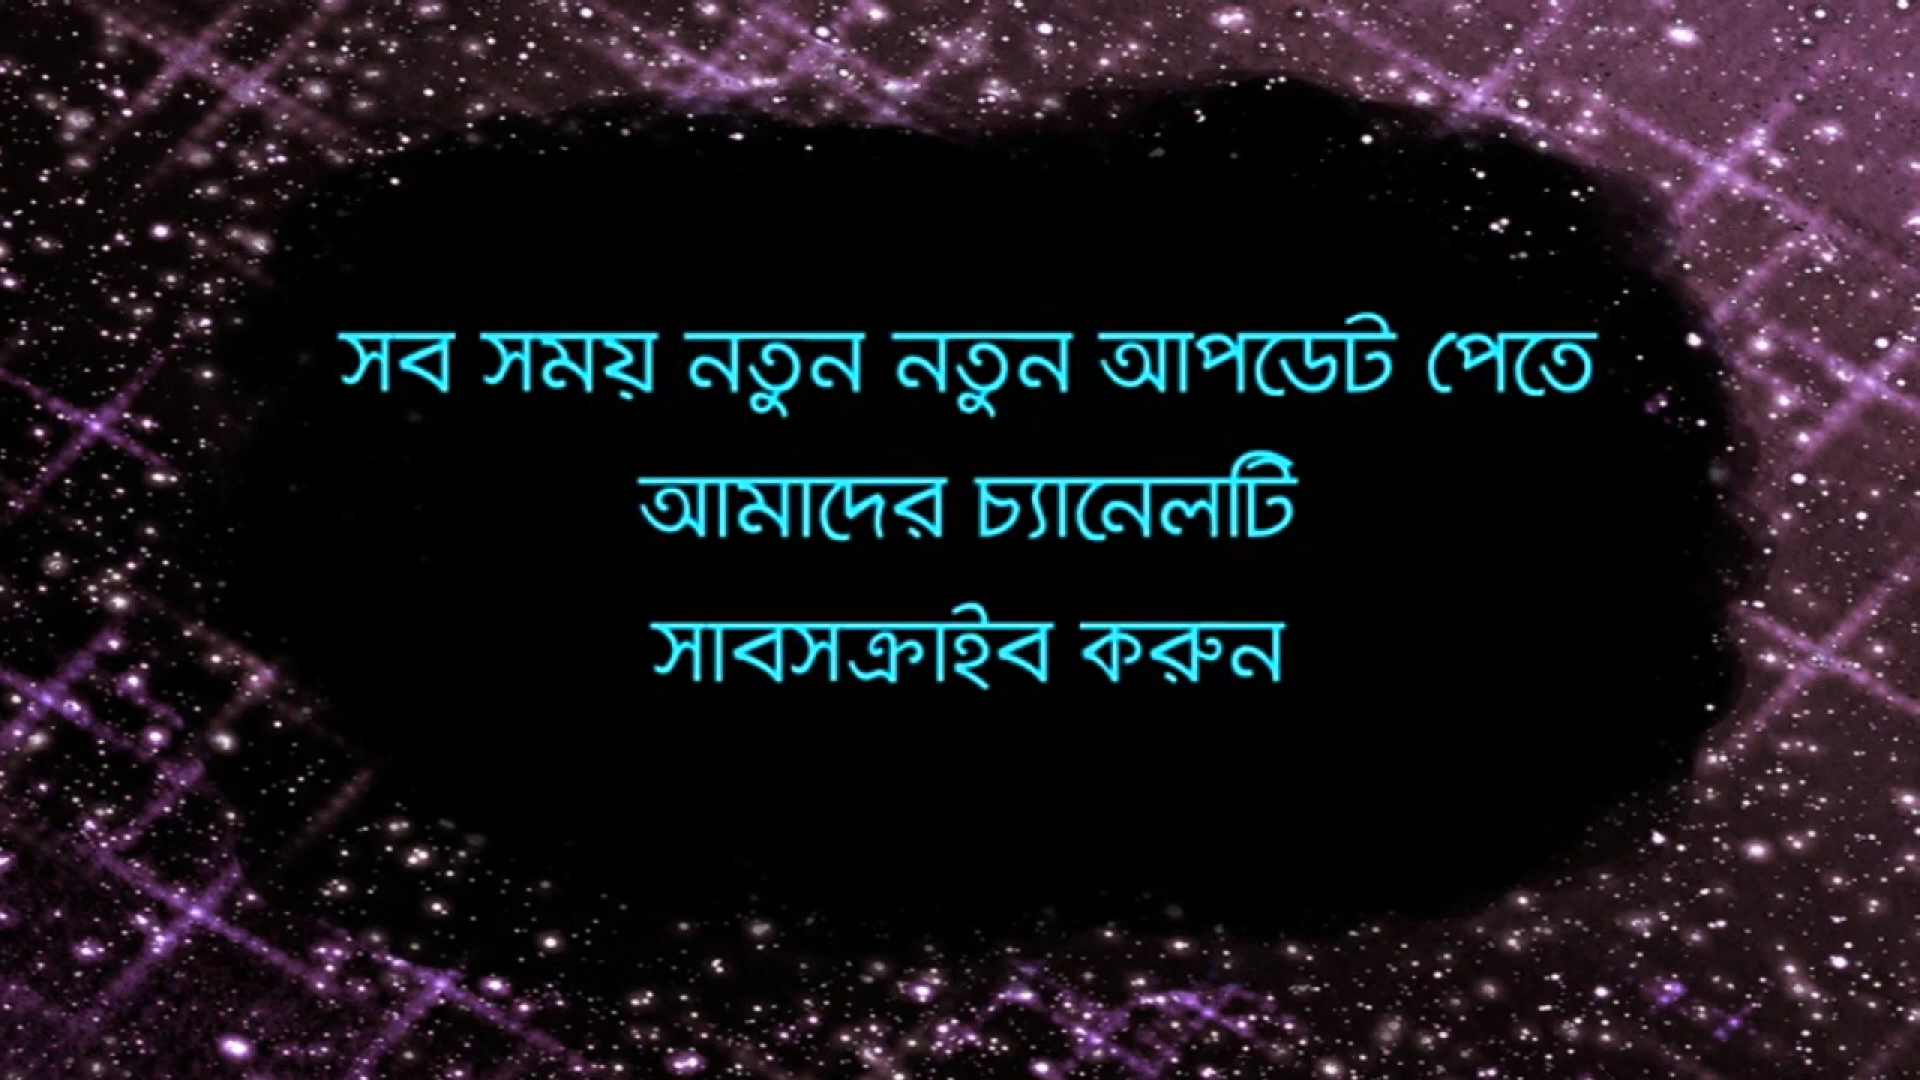 সব সময় নতুন নতুন আপডেট পেতে
আমাদের চ্যানেলটি
সাবসক্রাইব করুন